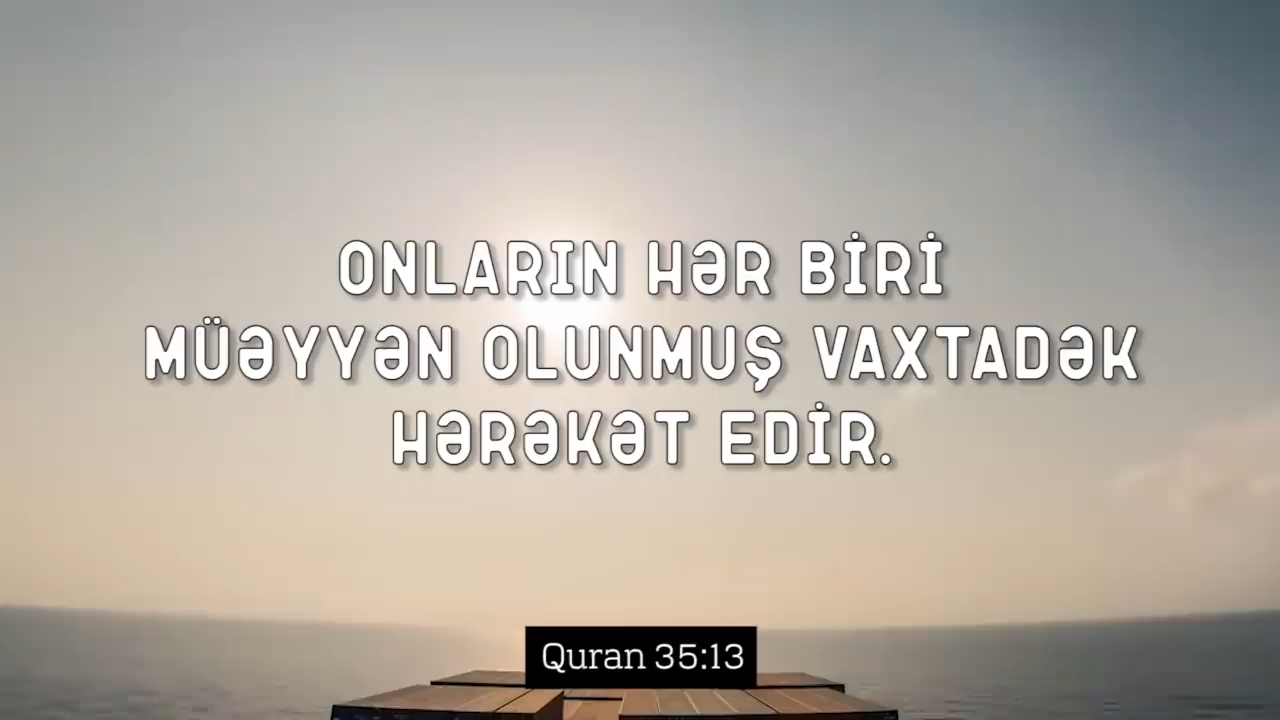 ONLARIN HƏR BİRİ
MÜƏYYƏN OLUNMUŞ VAXTADƏK
HƏRƏKƏT EDİR.
Quran 35:13